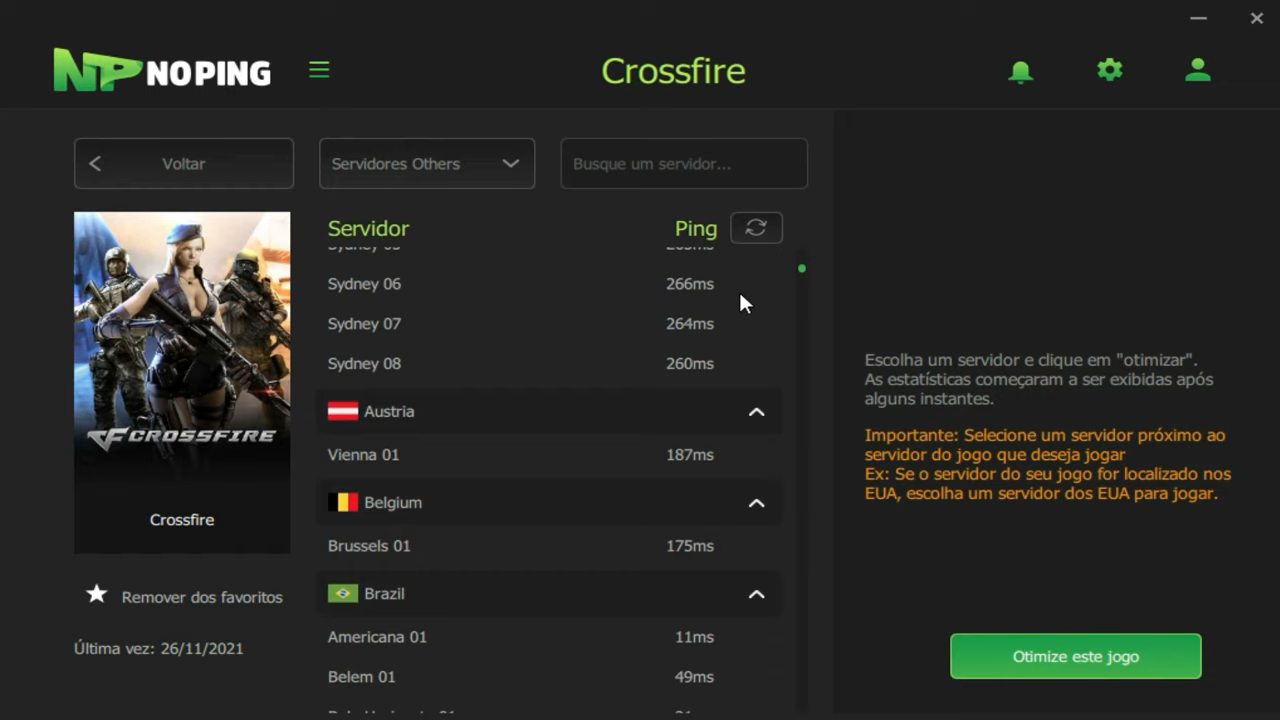 NP NOPING
Crossfire
Voltar
Servidores Others
Busque um servidor...
Servidor
Ping
Sydney 06
266ms
Sydney 07
264ms
Sydney 08
260ms
Austria
Vienna 01
187ms
Belgium
Brussels 01
175ms
Brazil
Americana 01
11ms
Belem 01
49ms
CF CROSSFIRE
Crossfire
Remover dos favoritos
Última vez: 26/11/2021
Escolha um servidor e clique em "otimizar".
As estatísticas começaram a ser exibidas após
alguns instantes.
Importante: Selecione um servidor próximo ao
servidor do jogo que deseja jogar
Ex: Se o servidor do seu jogo for localizado nos
EUA, escolha um servidor dos EUA para jogar.
Otimize este jogo